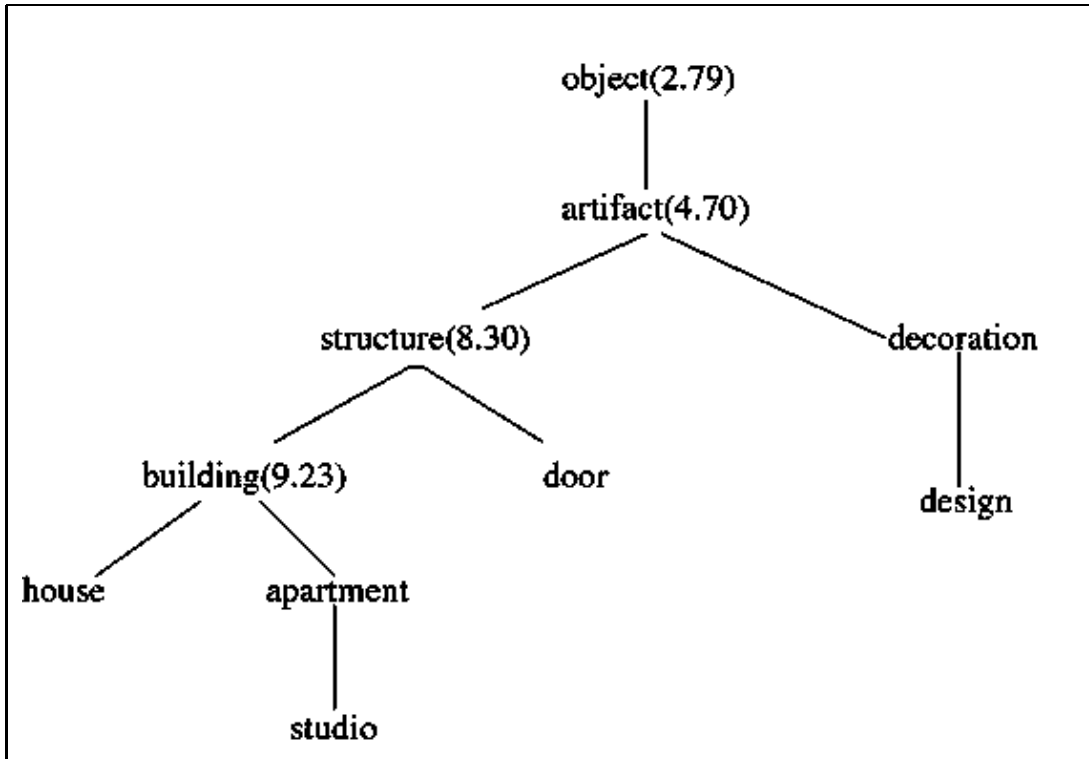 object(2.79)
artifact(4.70)
structure(8.30)
decoration
building(9.23)
door
design
house
apartment
studio